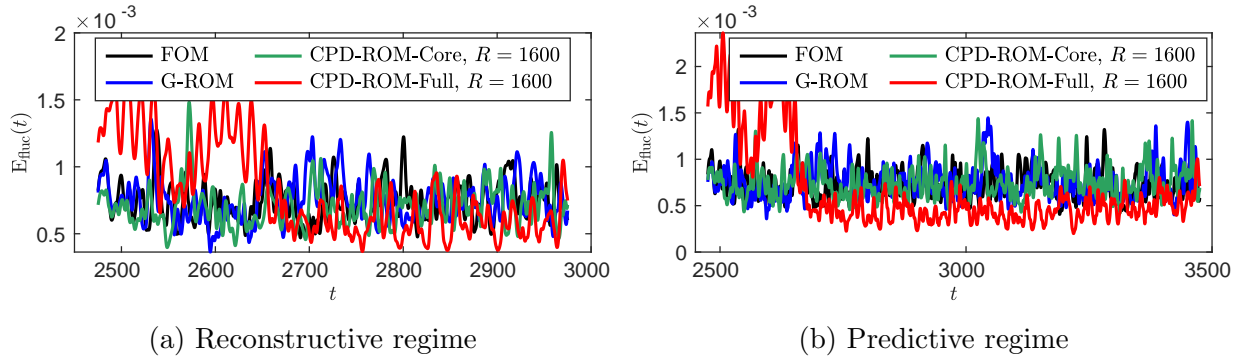 ×10⁻³
2
1.5
1
0.5
E_fluc(t)
FOM
G-ROM
CPD-ROM-Core, R = 1600
CPD-ROM-Full, R = 1600
2500 2600 2700 2800 2900 3000
t
(a) Reconstructive regime
×10⁻³
2
1.5
1
0.5
0
E_fluc(t)
FOM
G-ROM
CPD-ROM-Core, R = 1600
CPD-ROM-Full, R = 1600
2500 3000 3500
t
(b) Predictive regime